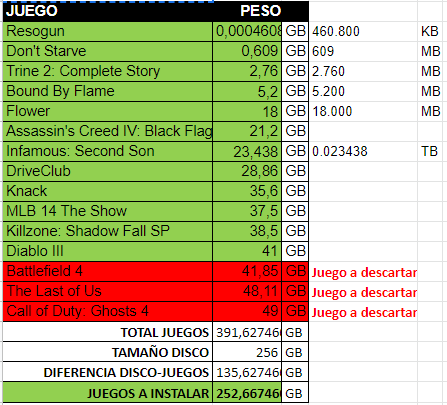 JUEGO PESO
Resogun 0,0004608 GB 460.800 KB
Don't Starve 0,609 GB 609 MB
Trine 2: Complete Story 2,76 GB 2.760 MB
Bound By Flame 5,2 GB 5.200 MB
Flower 18 GB 18.000 MB
Assassin's Creed IV: Black Flag 21,2 GB
Infamous: Second Son 23,438 GB 0.023438 TB
DriveClub 28,86 GB
Knack 35,6 GB
MLB 14 The Show 37,5 GB
Killzone: Shadow Fall SP 38,5 GB
Diablo III 41 GB
Battlefield 4 41,85 GB Juego a descartar
The Last of Us 48,11 GB Juego a descartar
Call of Duty: Ghosts 4 49 GB Juego a descartar
TOTAL JUEGOS 391,627460 GB
TAMAÑO DISCO 256 GB
DIFERENCIA DISCO-JUEGOS 135,627460 GB
JUEGOS A INSTALAR 252,667460 GB